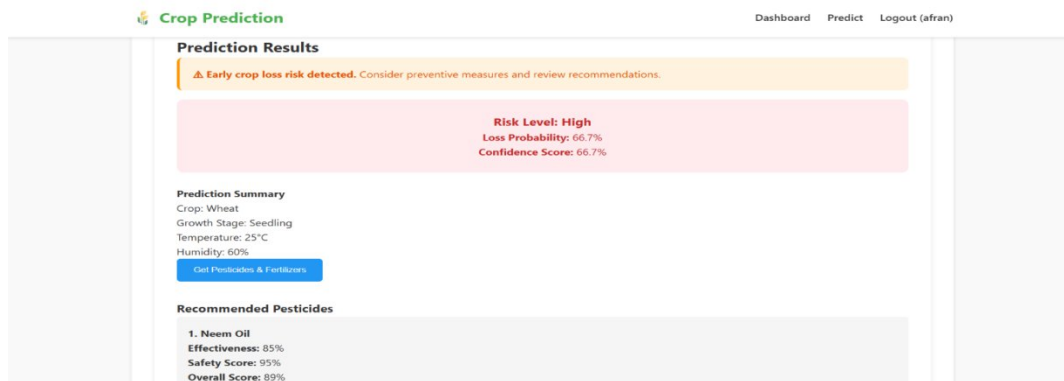 Crop Prediction
Dashboard Predict Logout (afran)
Prediction Results
⚠ Early crop loss risk detected. Consider preventive measures and review recommendations.
Risk Level: High
Loss Probability: 66.7%
Confidence Score: 66.7%
Prediction Summary
Crop: Wheat
Growth Stage: Seedling
Temperature: 25°C
Humidity: 60%
Get Pesticides & Fertilizers
Recommended Pesticides
1. Neem Oil
Effectiveness: 85%
Safety Score: 95%
Overall Score: 89%